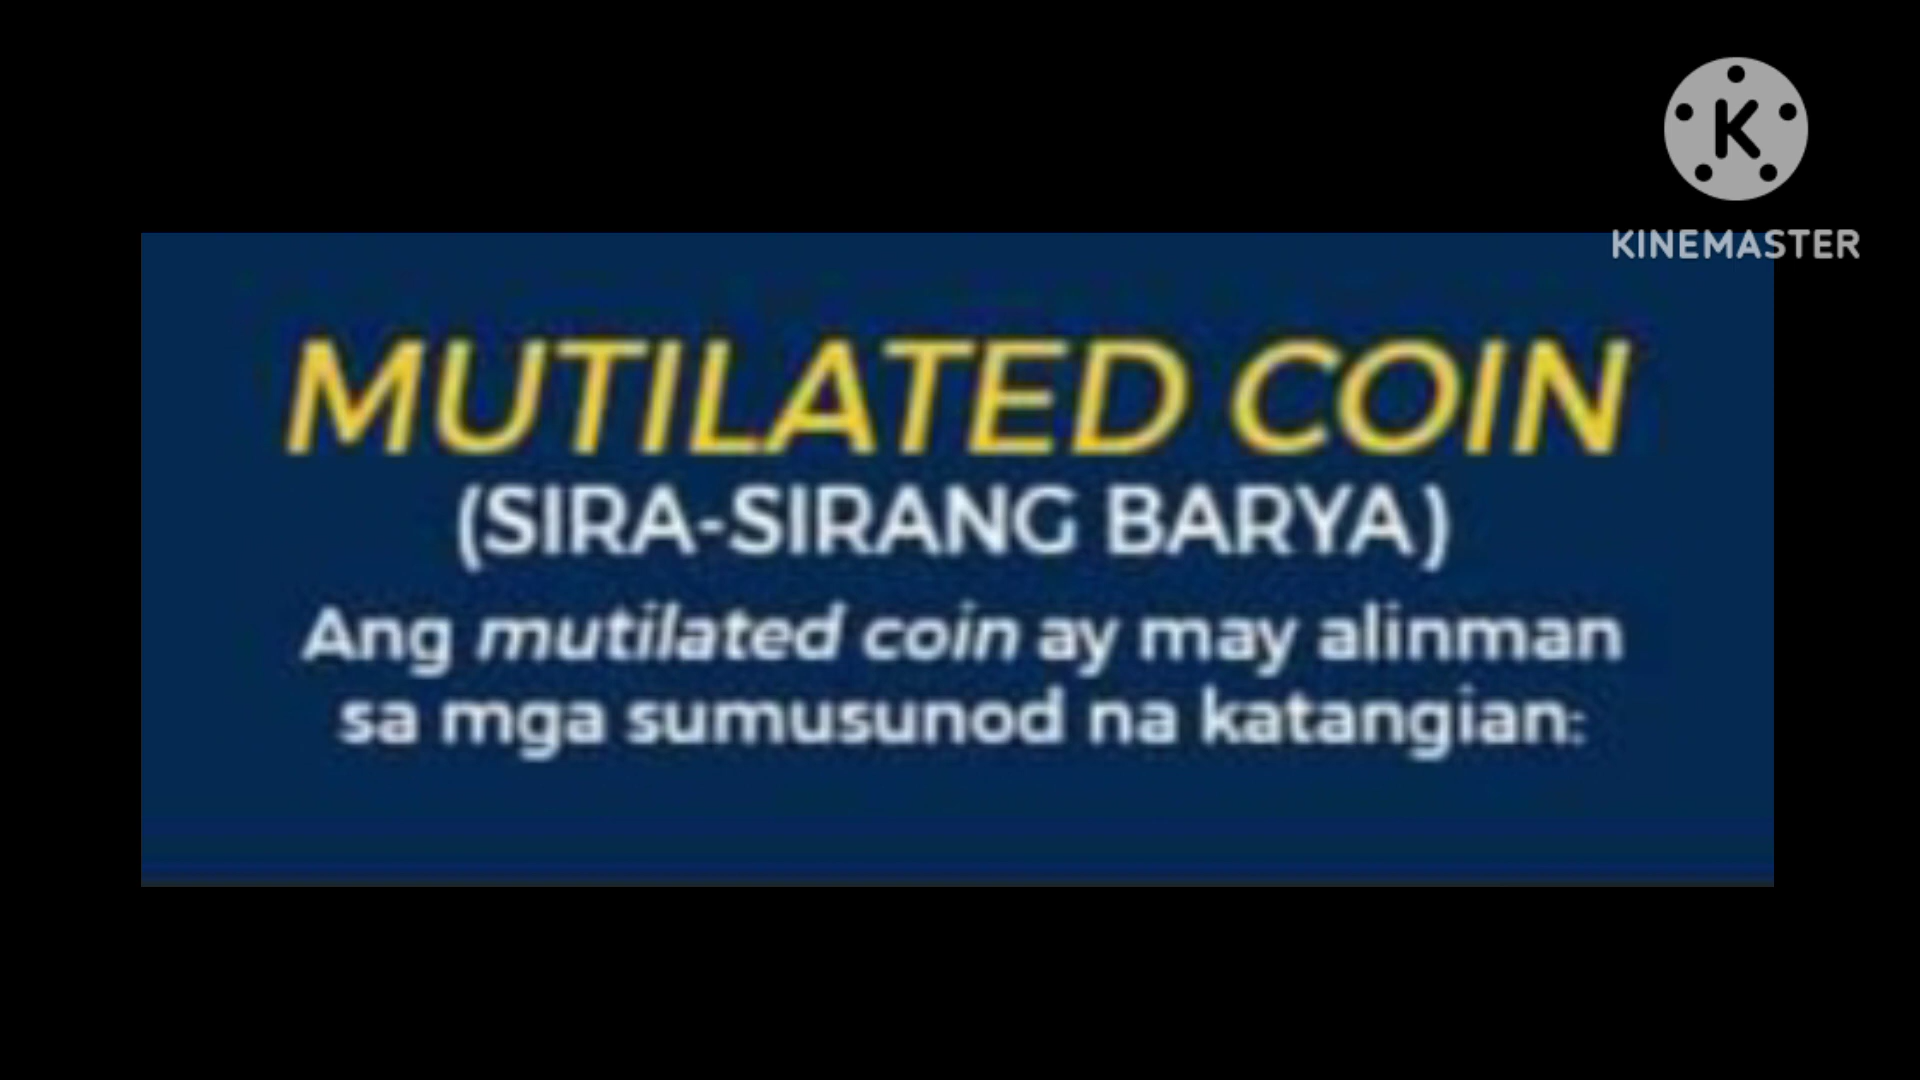 K
KINEMASTER
MUTILATED COIN
(SIRA-SIRANG BARYA)
Ang mutilated coin ay may alinman
sa mga sumusunod na katangian: